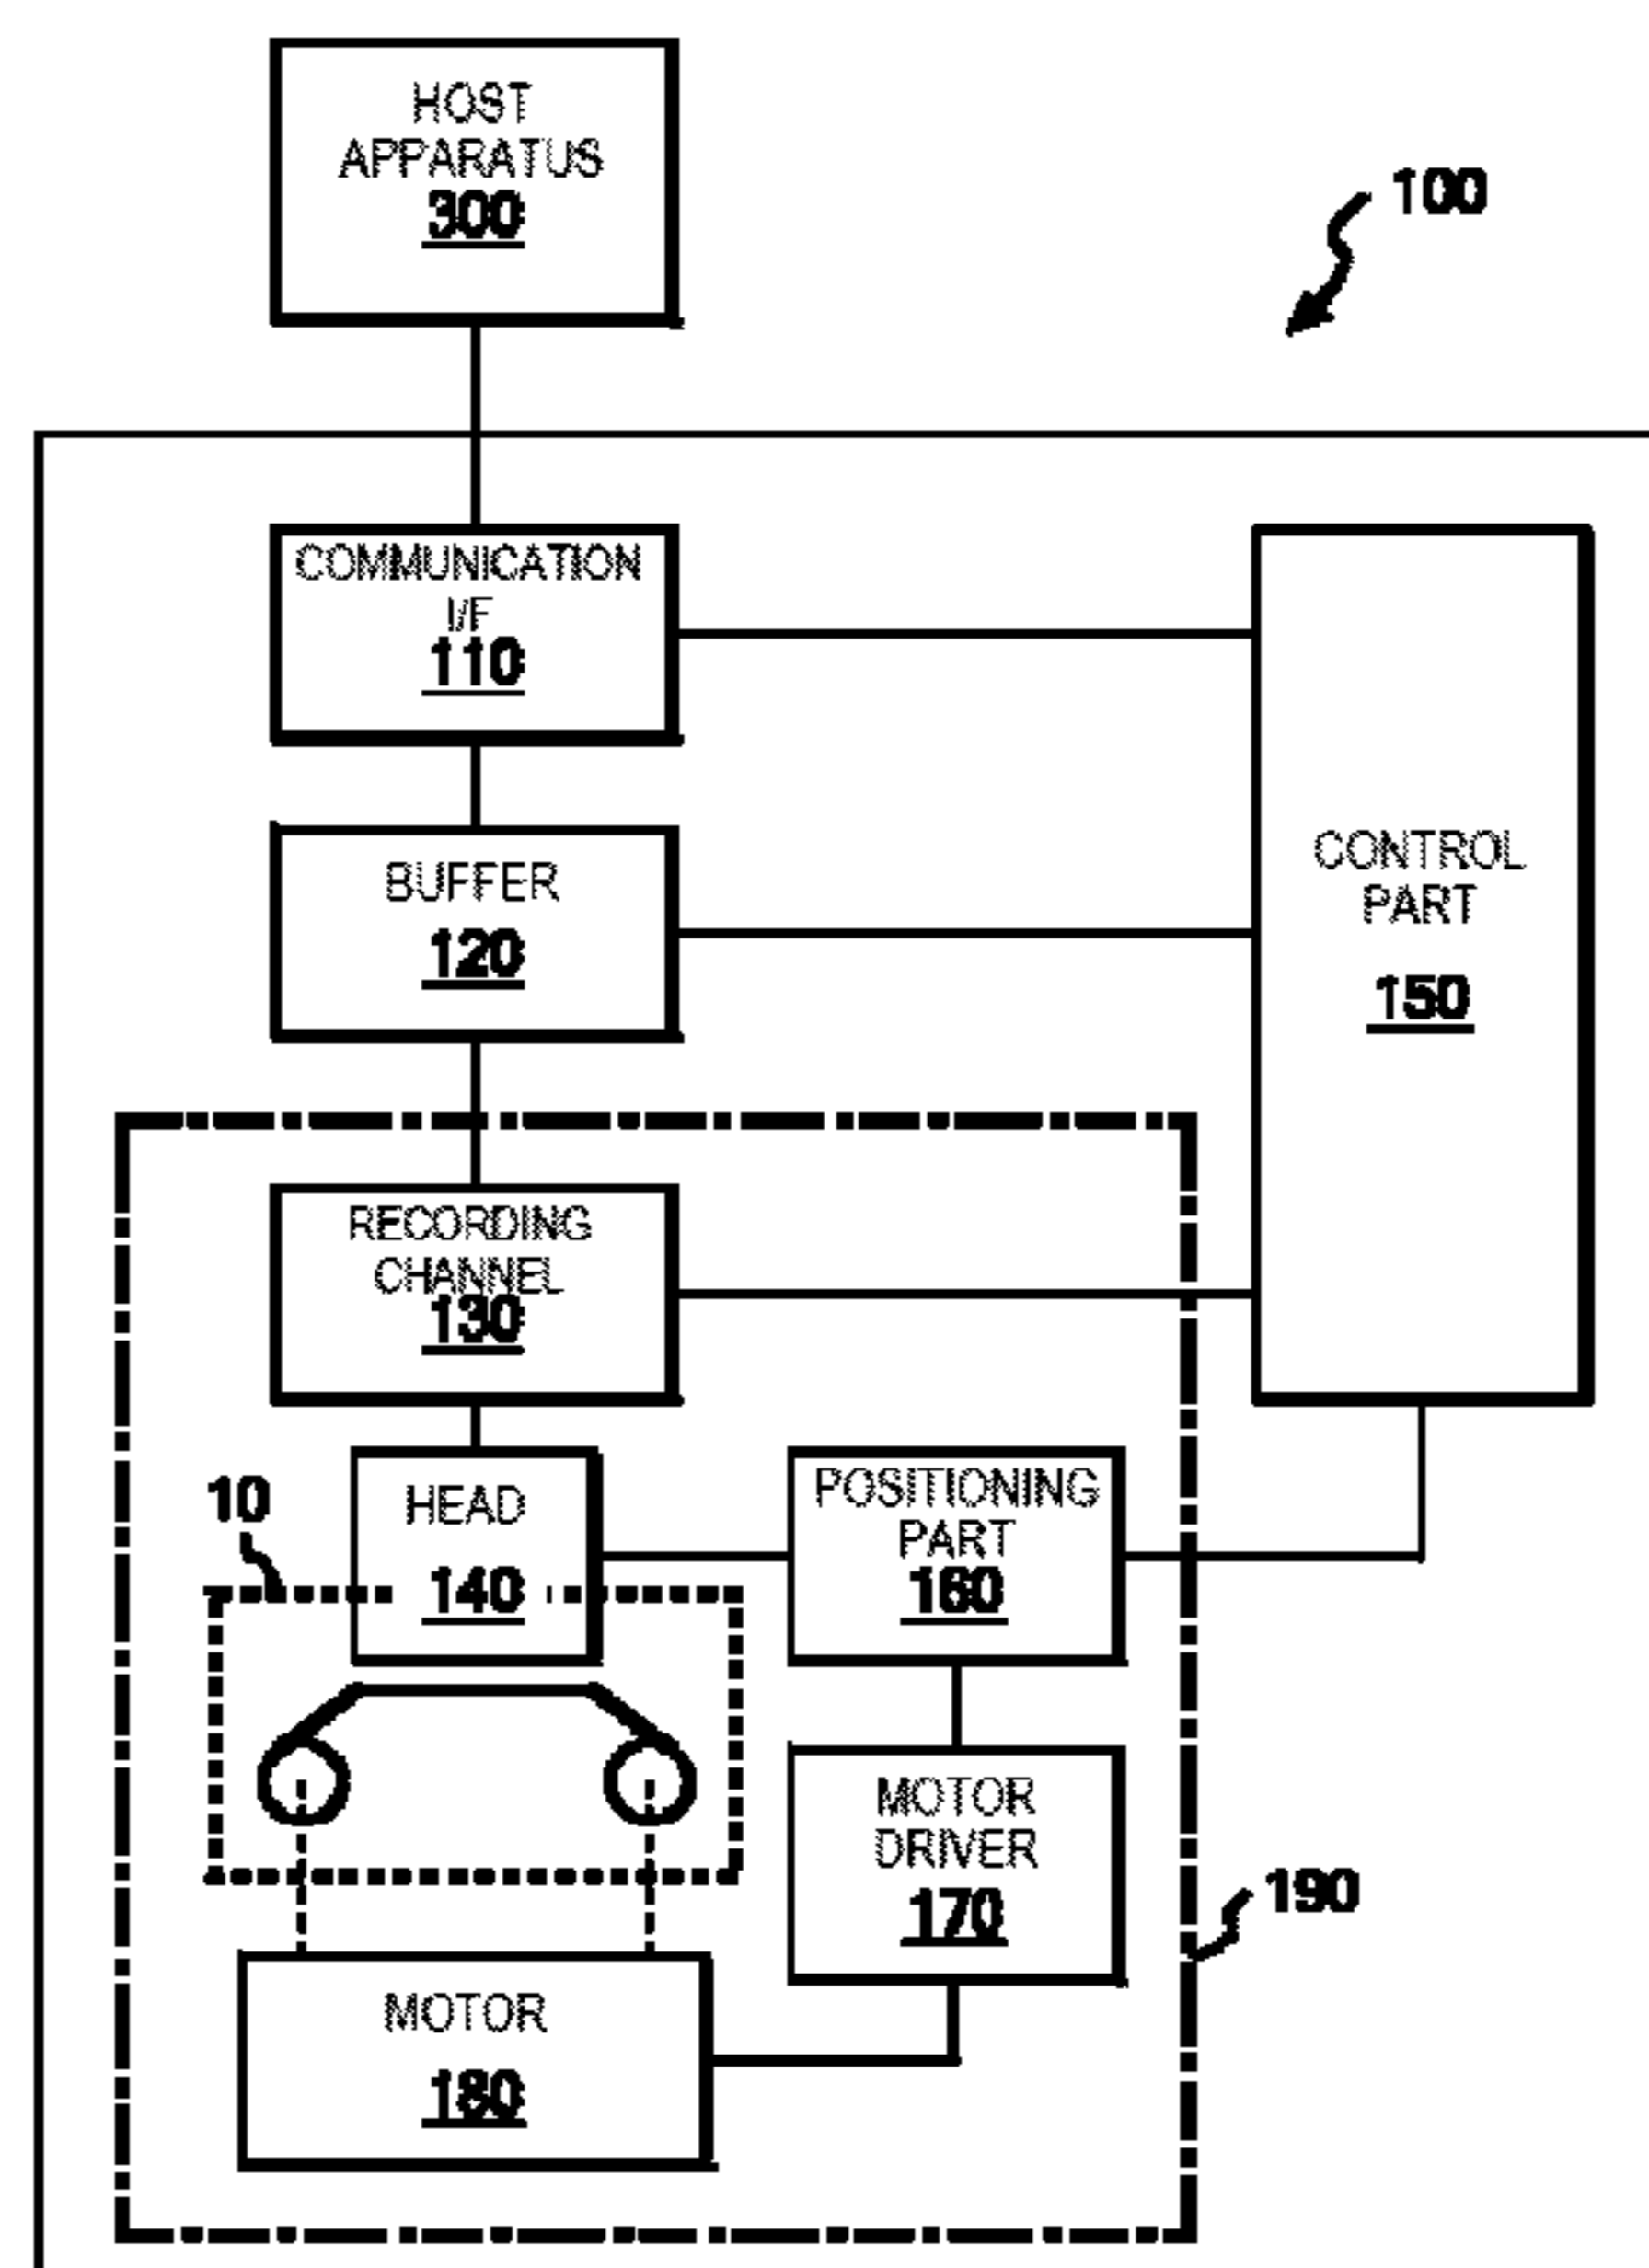 HOST
APPARATUS
300
100
COMMUNICATION
I/F
110
BUFFER
120
CONTROL
PART
150
RECORDING
CHANNEL
130
10
HEAD
140
POSITIONING
PART
160
MOTOR
DRIVER
170
190
MOTOR
180